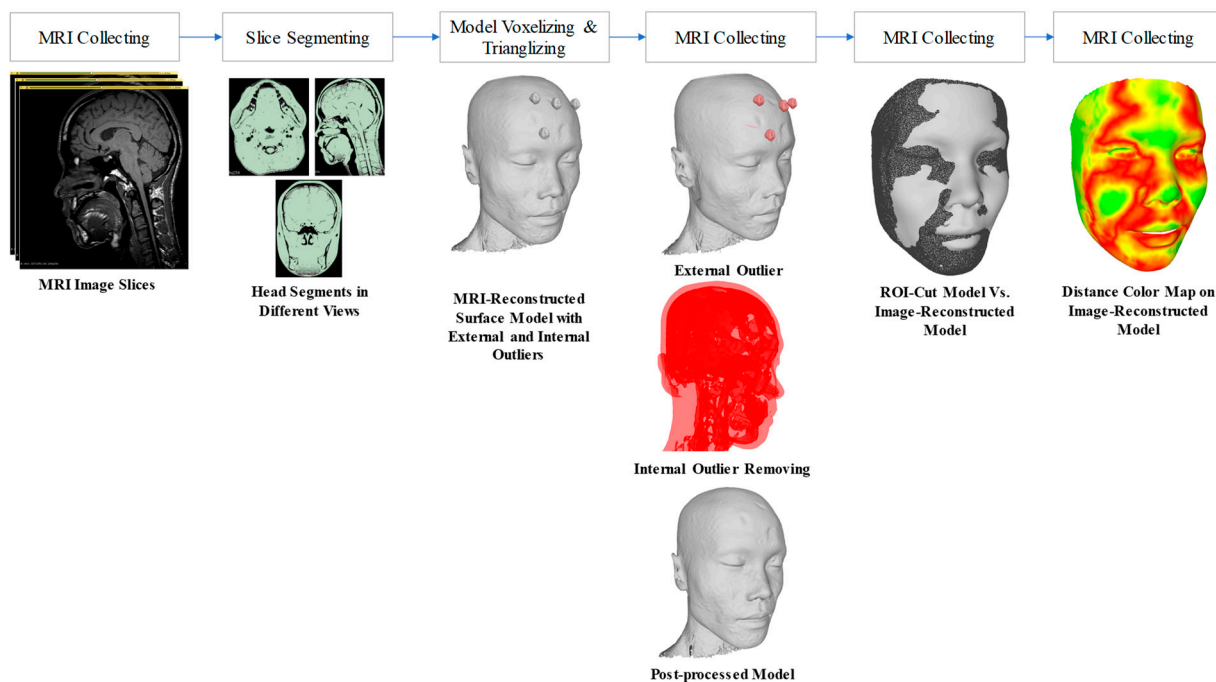 MRI Collecting
Slice Segmenting
Model Voxelizing &
Trianglizing
MRI Collecting
MRI Collecting
MRI Collecting
MRI Image Slices
Head Segments in
Different Views
MRI-Reconstructed
Surface Model with
External and Internal
Outliers
External Outlier
Internal Outlier Removing
Post-processed Model
ROI-Cut Model Vs.
Image-Reconstructed
Model
Distance Color Map on
Image-Reconstructed
Model